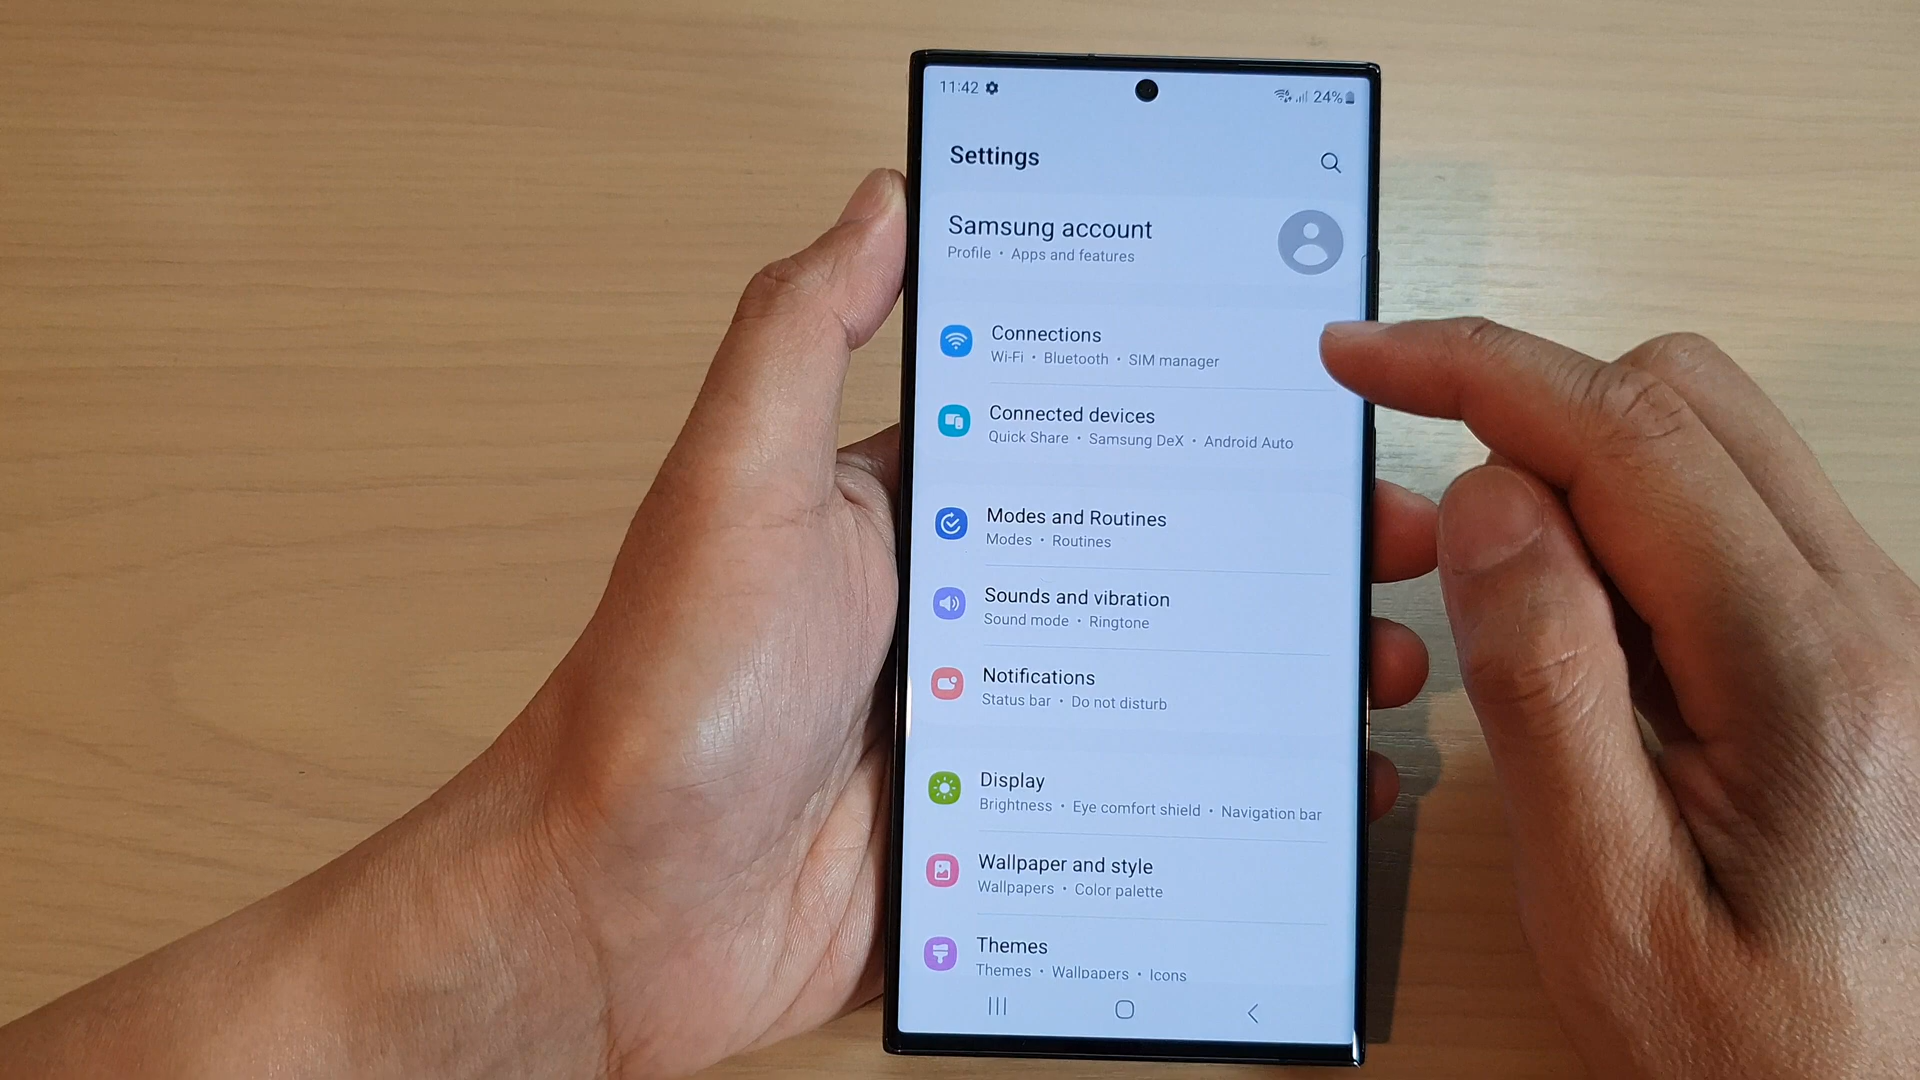 11:42
24%
Settings
Samsung account
Profile • Apps and features
Connections
Wi-Fi • Bluetooth • SIM manager
Connected devices
Quick Share • Samsung DeX • Android Auto
Modes and Routines
Modes • Routines
Sounds and vibration
Sound mode • Ringtone
Notifications
Status bar • Do not disturb
Display
Brightness • Eye comfort shield • Navigation bar
Wallpaper and style
Wallpapers • Color palette
Themes
Themes • Wallpapers • Icons